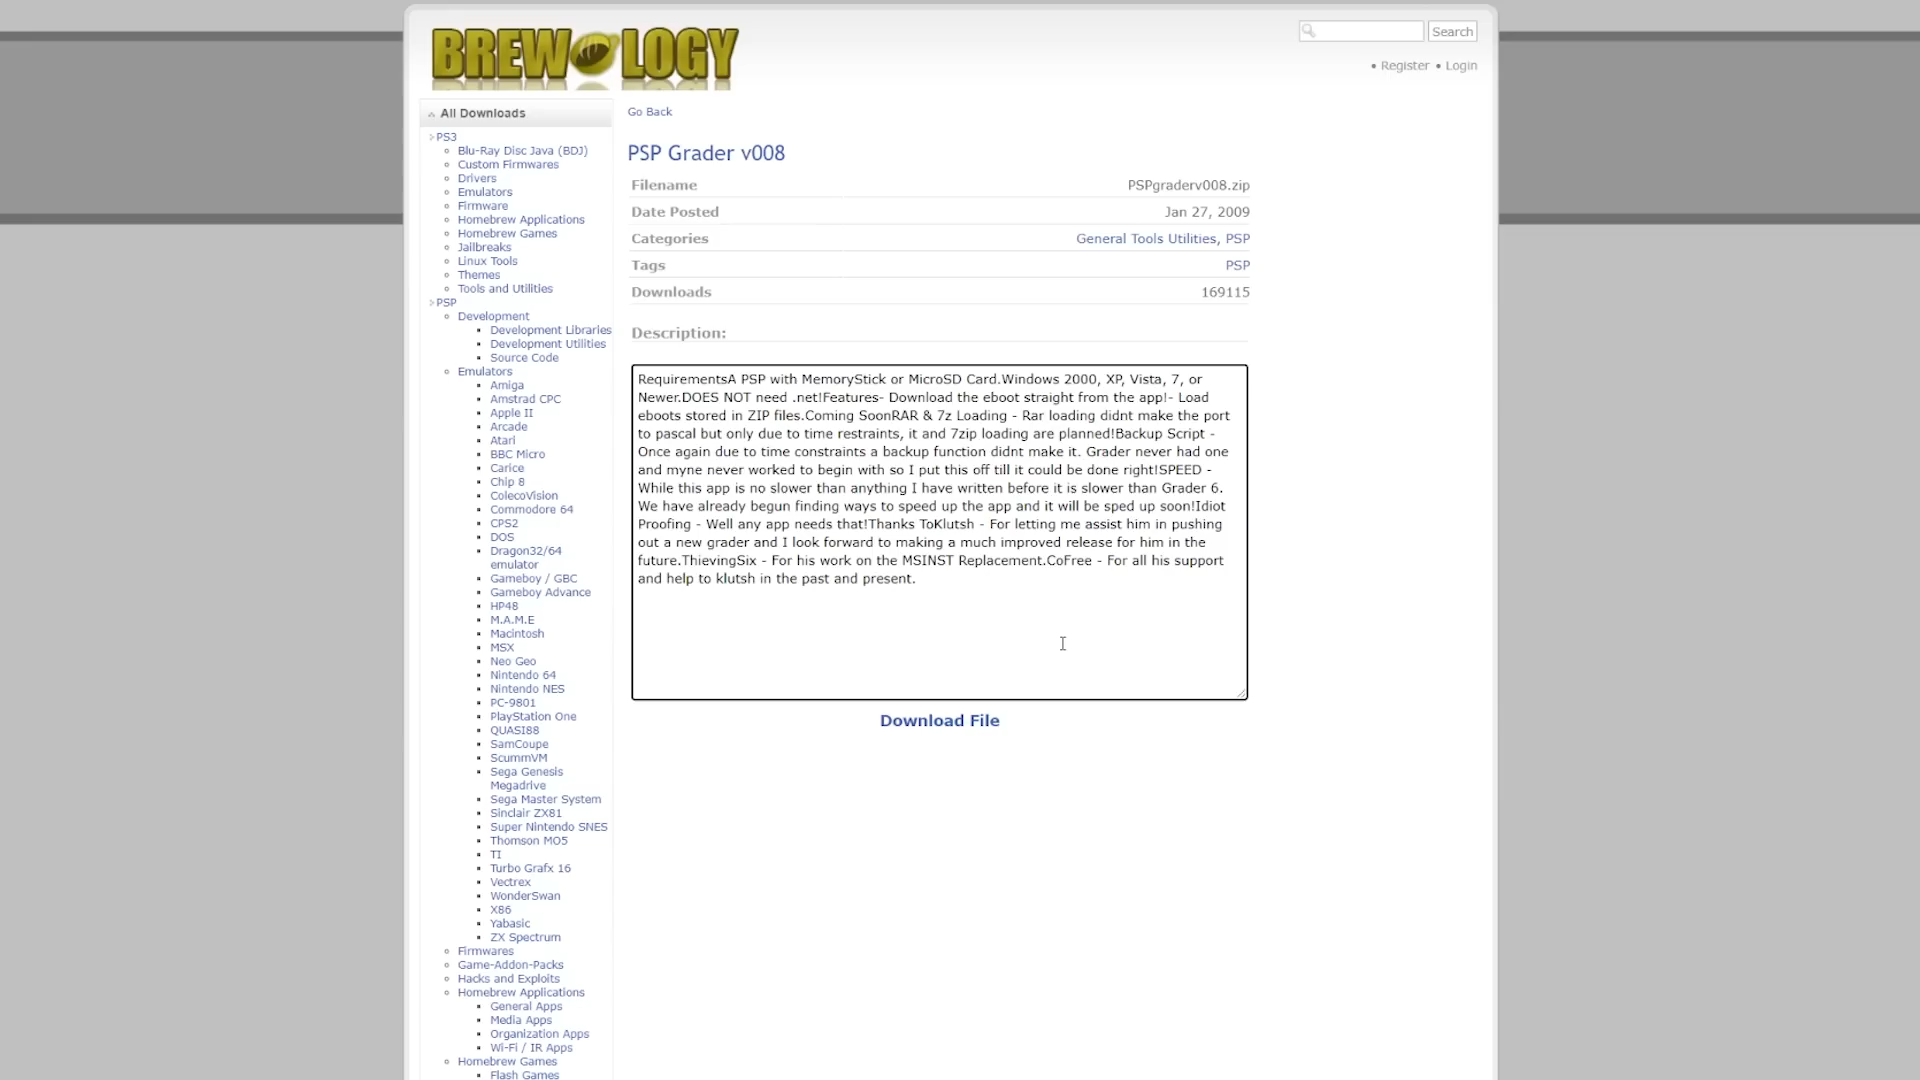 BREWOLOGY
Search
• Register • Login
All Downloads
PS3
Blu-Ray Disc Java (BDJ)
Custom Firmwares
Drivers
Emulators
Firmware
Homebrew Applications
Homebrew Games
Jailbreaks
Linux Tools
Themes
Tools and Utilities
PSP
Development
Development Libraries
Development Utilities
Source Code
Emulators
Amiga
Amstrad CPC
Apple II
Arcade
Atari
BBC Micro
Carice
Chip 8
ColecoVision
Commodore 64
CPS2
DOS
Dragon32/64
emulator
Gameboy / GBC
Gameboy Advance
HP48
M.A.M.E
Macintosh
MSX
Neo Geo
Nintendo 64
Nintendo NES
PC-9801
PlayStation One
QUASI88
SamCoupe
ScummVM
Sega Genesis
Megadrive
Sega Master System
Sinclair ZX81
Super Nintendo SNES
Thomson MO5
TI
Turbo Grafx 16
Vectrex
WonderSwan
X86
Yabasic
ZX Spectrum
Firmwares
Game-Addon-Packs
Hacks and Exploits
Homebrew Applications
General Apps
Media Apps
Organization Apps
Wi-Fi / IR Apps
Homebrew Games
Flash Games
Go Back
PSP Grader v008
Filename PSPgraderv008.zip
Date Posted Jan 27, 2009
Categories General Tools Utilities, PSP
Tags PSP
Downloads 169115
Description:
RequirementsA PSP with MemoryStick or MicroSD Card.Windows 2000, XP, Vista, 7, or
Newer.DOES NOT need .net!Features- Download the eboot straight from the app!- Load
eboots stored in ZIP files.Coming SoonRAR & 7z Loading - Rar loading didnt make the port
to pascal but only due to time restraints, it and 7zip loading are planned!Backup Script -
Once again due to time constraints a backup function didnt make it. Grader never had one
and myne never worked to begin with so I put this off till it could be done right!SPEED -
While this app is no slower than anything I have written before it is slower than Grader 6.
We have already begun finding ways to speed up the app and it will be sped up soon!Idiot
Proofing - Well any app needs that!Thanks ToKlutsh - For letting me assist him in pushing
out a new grader and I look forward to making a much improved release for him in the
future.ThievingSix - For his work on the MSINST Replacement.CoFree - For all his support
and help to klutsh in the past and present.
Download File